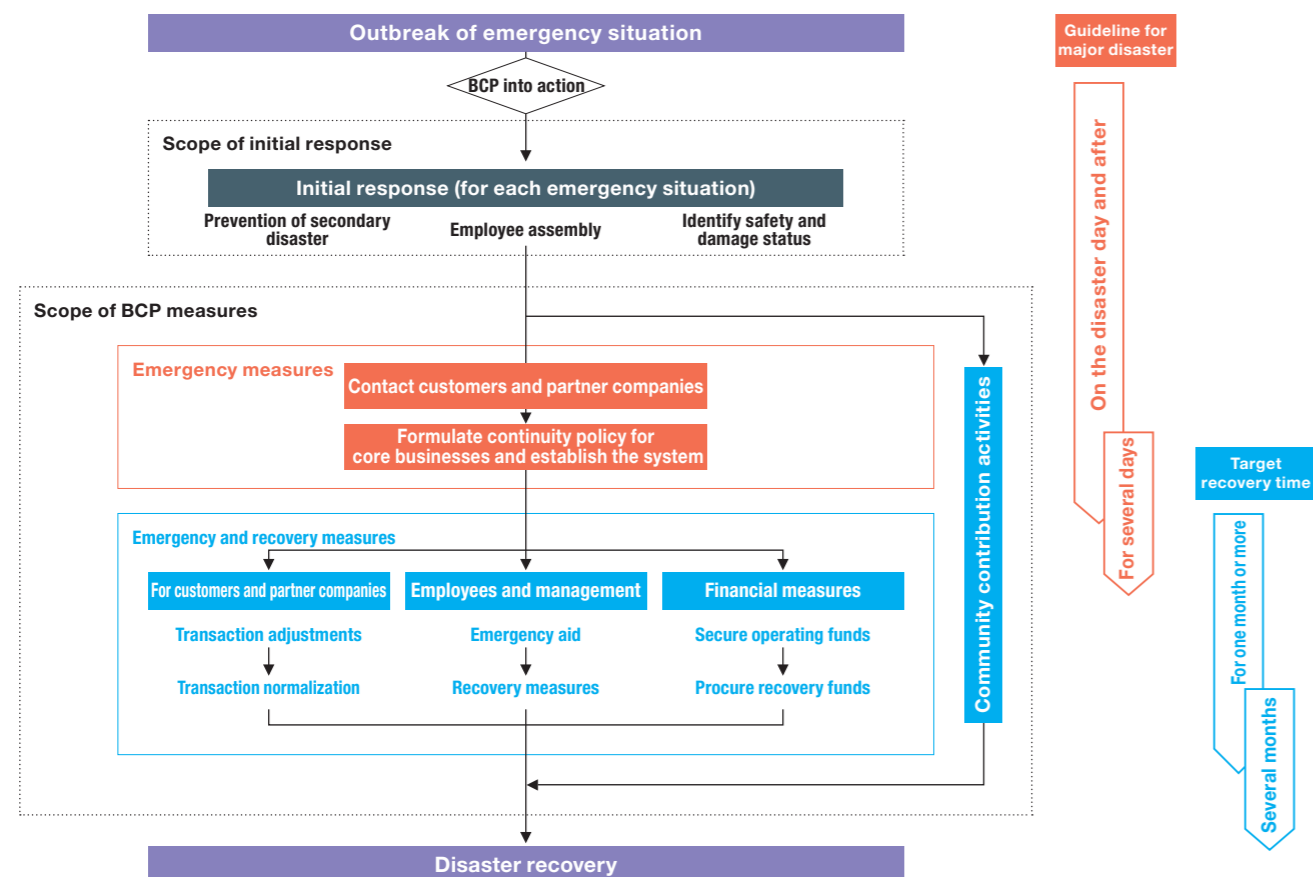 Outbreak of emergency situation
BCP into action
Scope of initial response
Initial response (for each emergency situation)
Prevention of secondary
disaster
Employee assembly
Identify safety and
damage status
Scope of BCP measures
Emergency measures
Contact customers and partner companies
Formulate continuity policy for
core businesses and establish the system
Emergency and recovery measures
For customers and partner companies
Transaction adjustments
Transaction normalization
Employees and management
Emergency aid
Recovery measures
Financial measures
Secure operating funds
Procure recovery funds
Community contribution activities
Disaster recovery
Guideline for
major disaster
On the disaster day and after
For several days
Target
recovery time
For one month or more
Several months